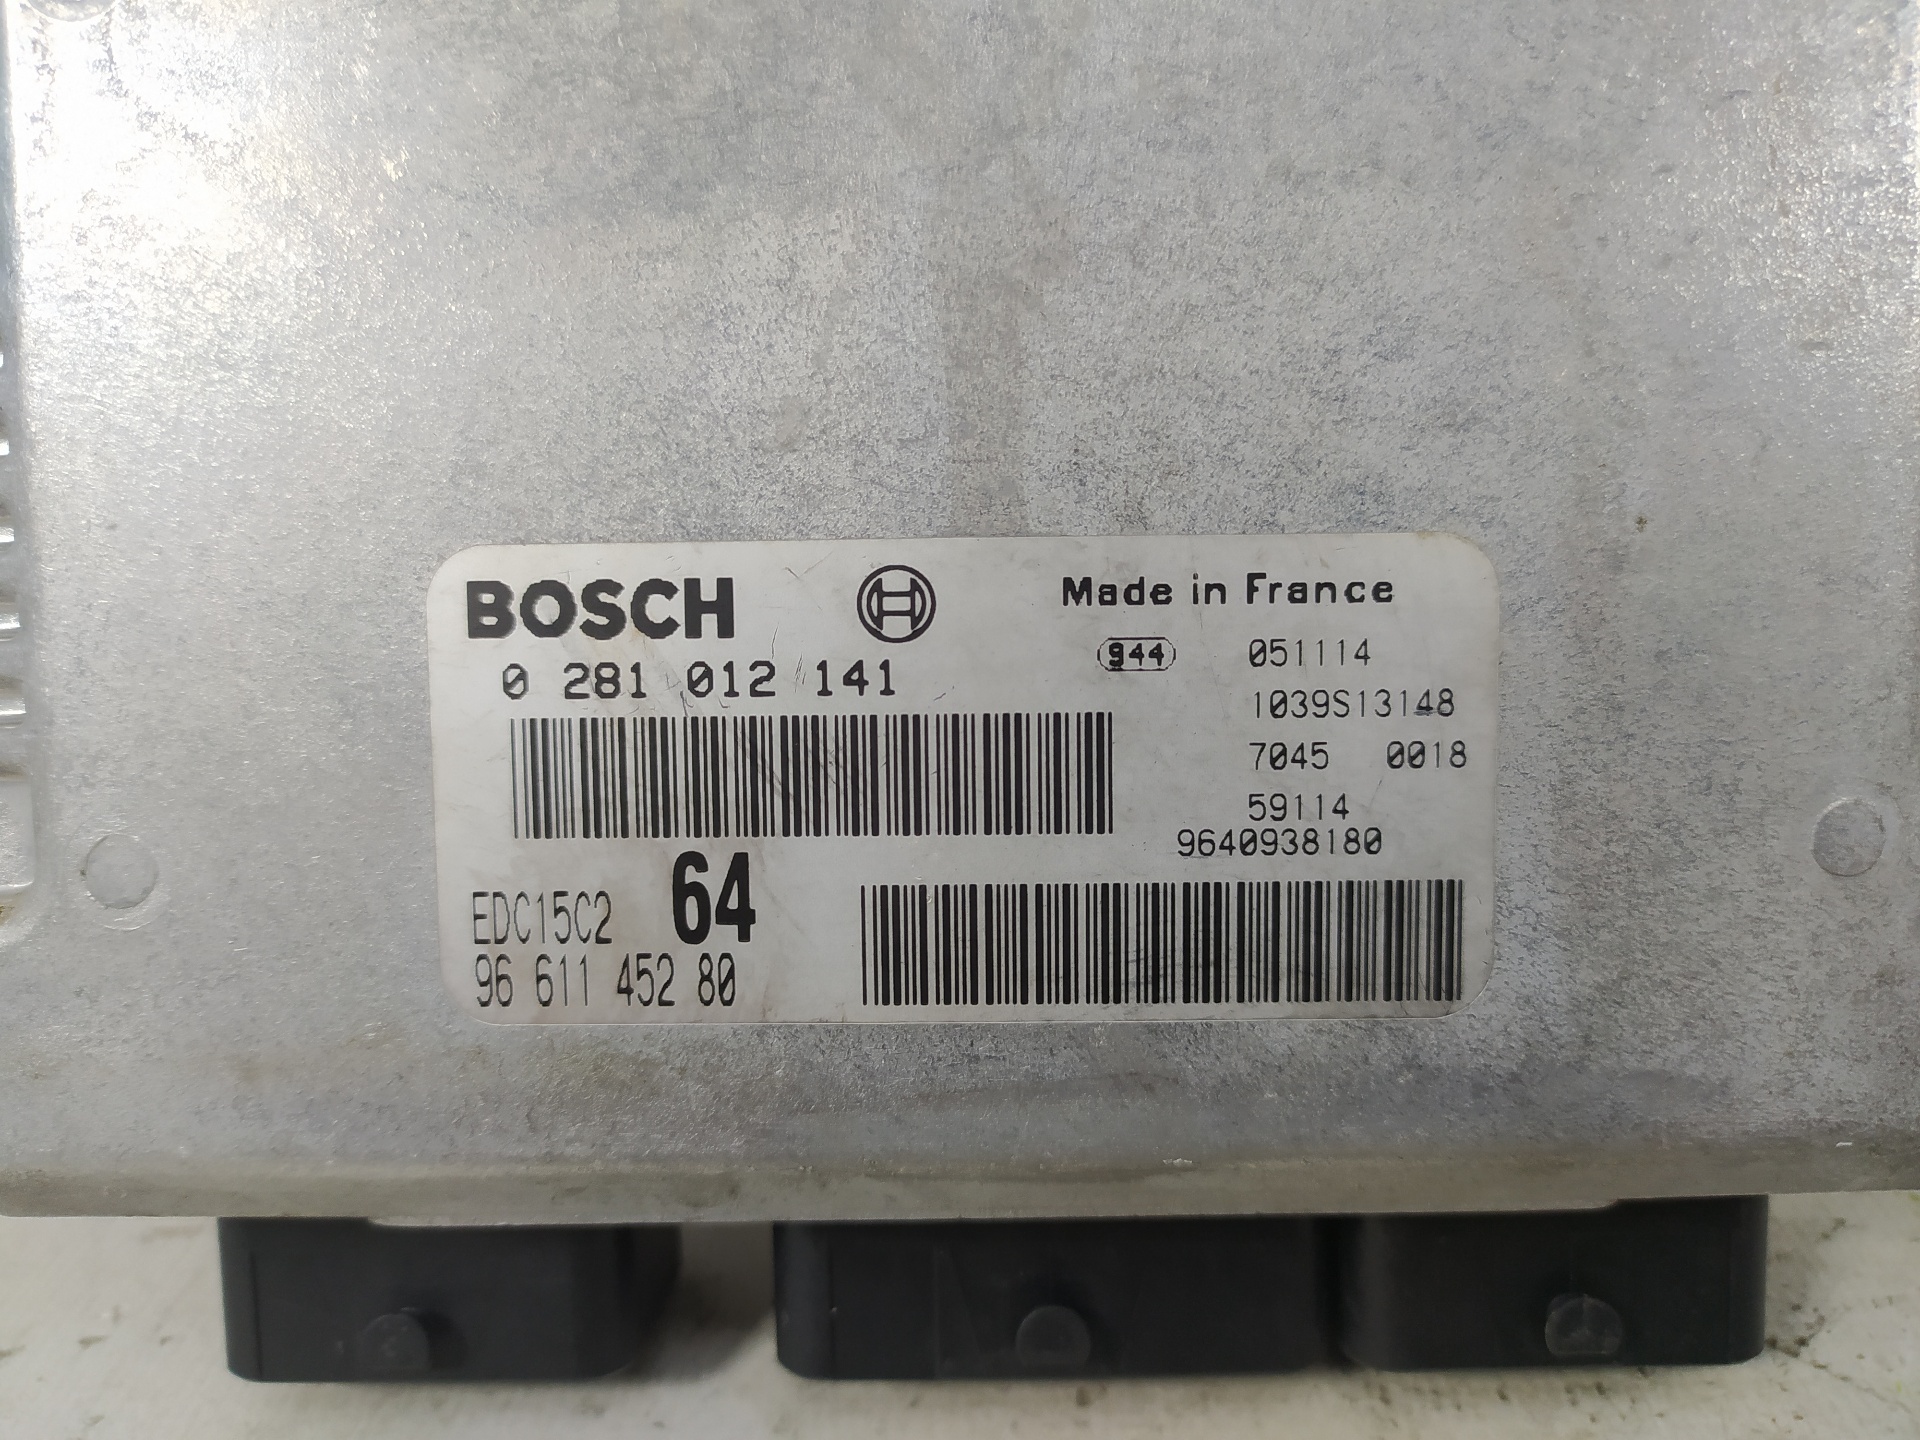 BOSCH
Made in France
0 281 012 141
944 051114
1039S13148
7045 0018
59114
9640938180
EDC15C2 64
96 611 452 80